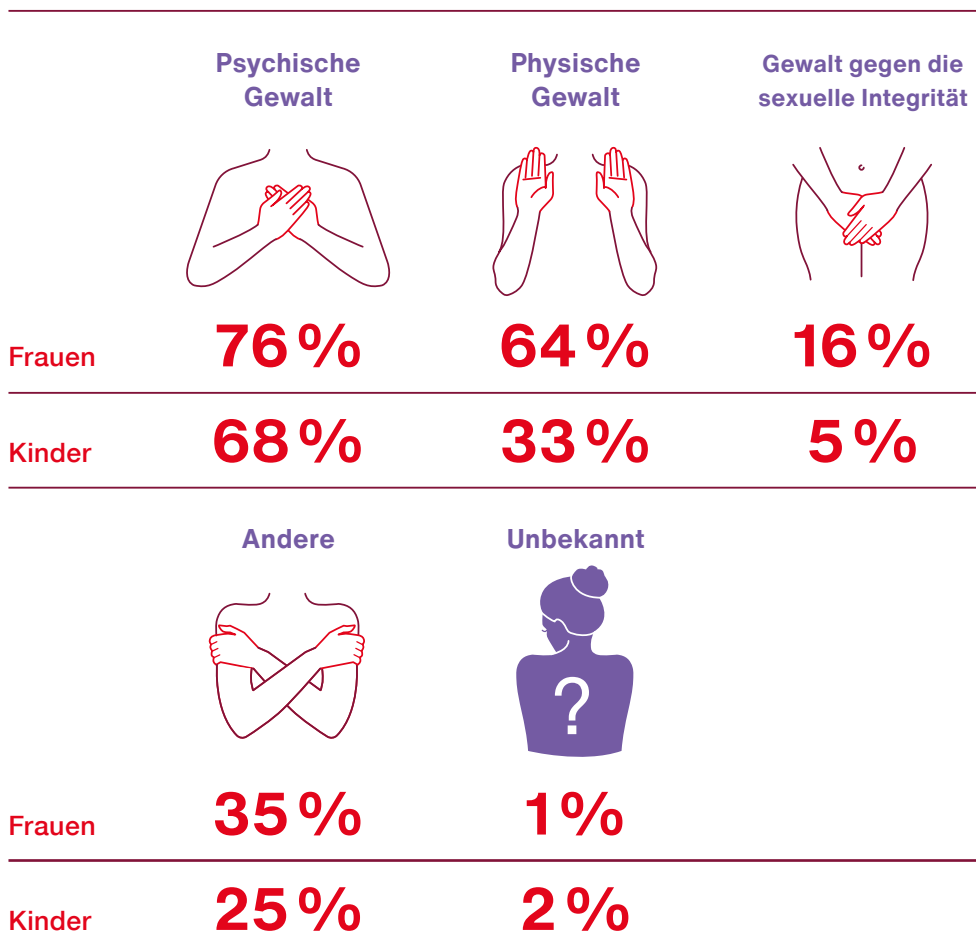 Psychische
Gewalt
Physische
Gewalt
Gewalt gegen die
sexuelle Integrität
Frauen 76 % 64 % 16 %
Kinder 68 % 33 % 5 %
Andere Unbekannt
?
Frauen 35 % 1 %
Kinder 25 % 2 %